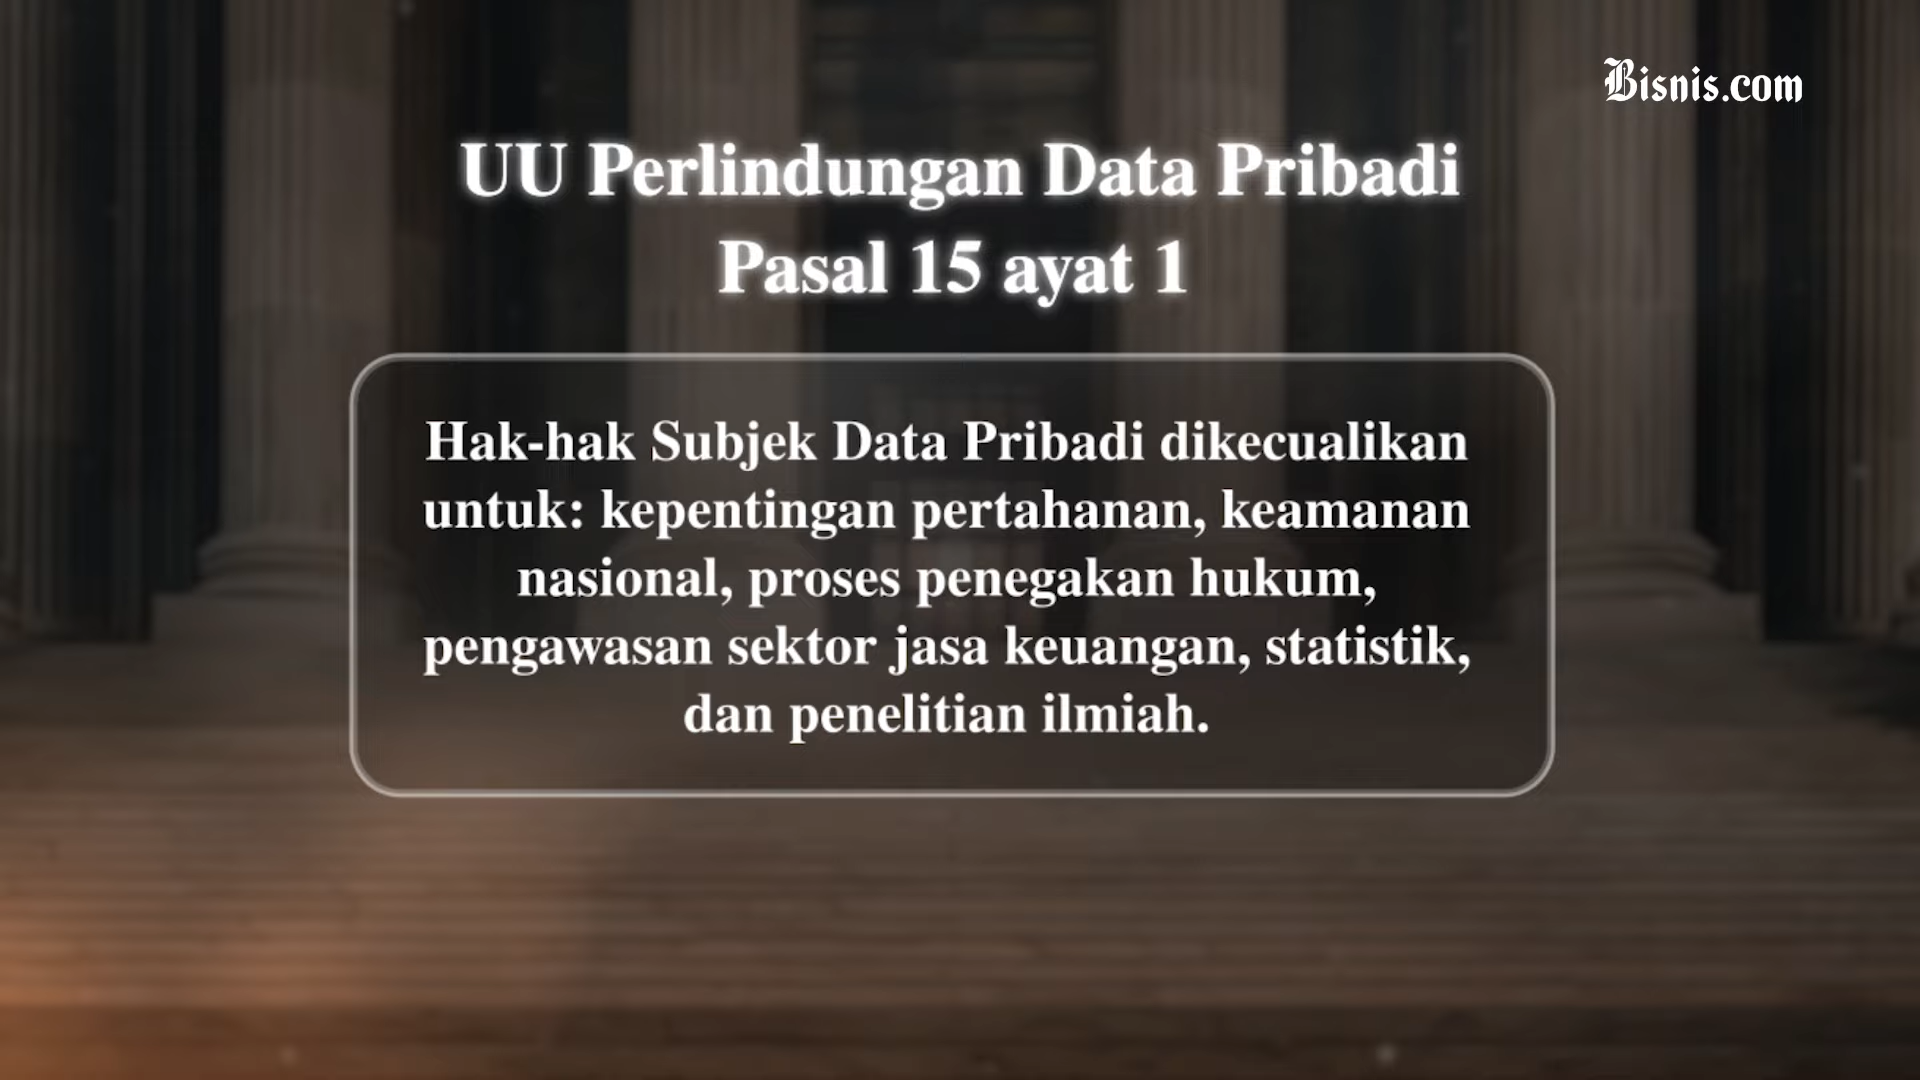 Bisnis.com
UU Perlindungan Data Pribadi
Pasal 15 ayat 1
Hak-hak Subjek Data Pribadi dikecualikan
untuk: kepentingan pertahanan, keamanan
nasional, proses penegakan hukum,
pengawasan sektor jasa keuangan, statistik,
dan penelitian ilmiah.